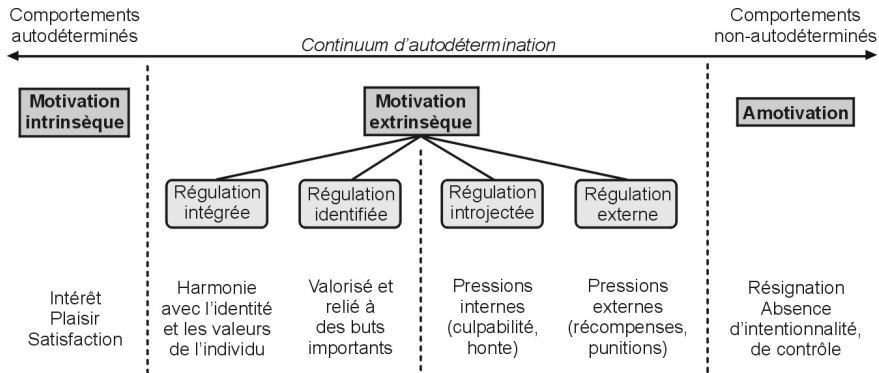 Comportements
autodéterminés
Continuum d'autodétermination
Comportements
non-autodéterminés
Motivation
intrinsèque
Motivation
extrinsèque
Amotivation
Régulation
intégrée
Régulation
identifiée
Régulation
introjectée
Régulation
externe
Intérêt
Plaisir
Satisfaction
Harmonie
avec l'identité
et les valeurs
de l'individu
Valorisé et
relié à
des buts
importants
Pressions
internes
(culpabilité,
honte)
Pressions
externes
(récompenses,
punitions)
Résignation
Absence
d'intentionnalité,
de contrôle